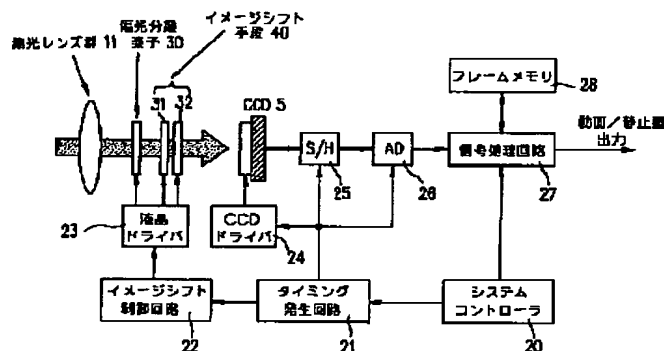 イメージシフト
手段 40
偏光分離
素子 30
集光レンズ群 11
31
32
CCD 5
フレームメモリ
28
動画/静止画
出力
S/H
25
AD
26
信号処理回路
27
液晶
ドライバ
23
CCD
ドライバ
24
イメージシフト
制御回路
22
タイミング
発生回路
21
システム
コントローラ
20